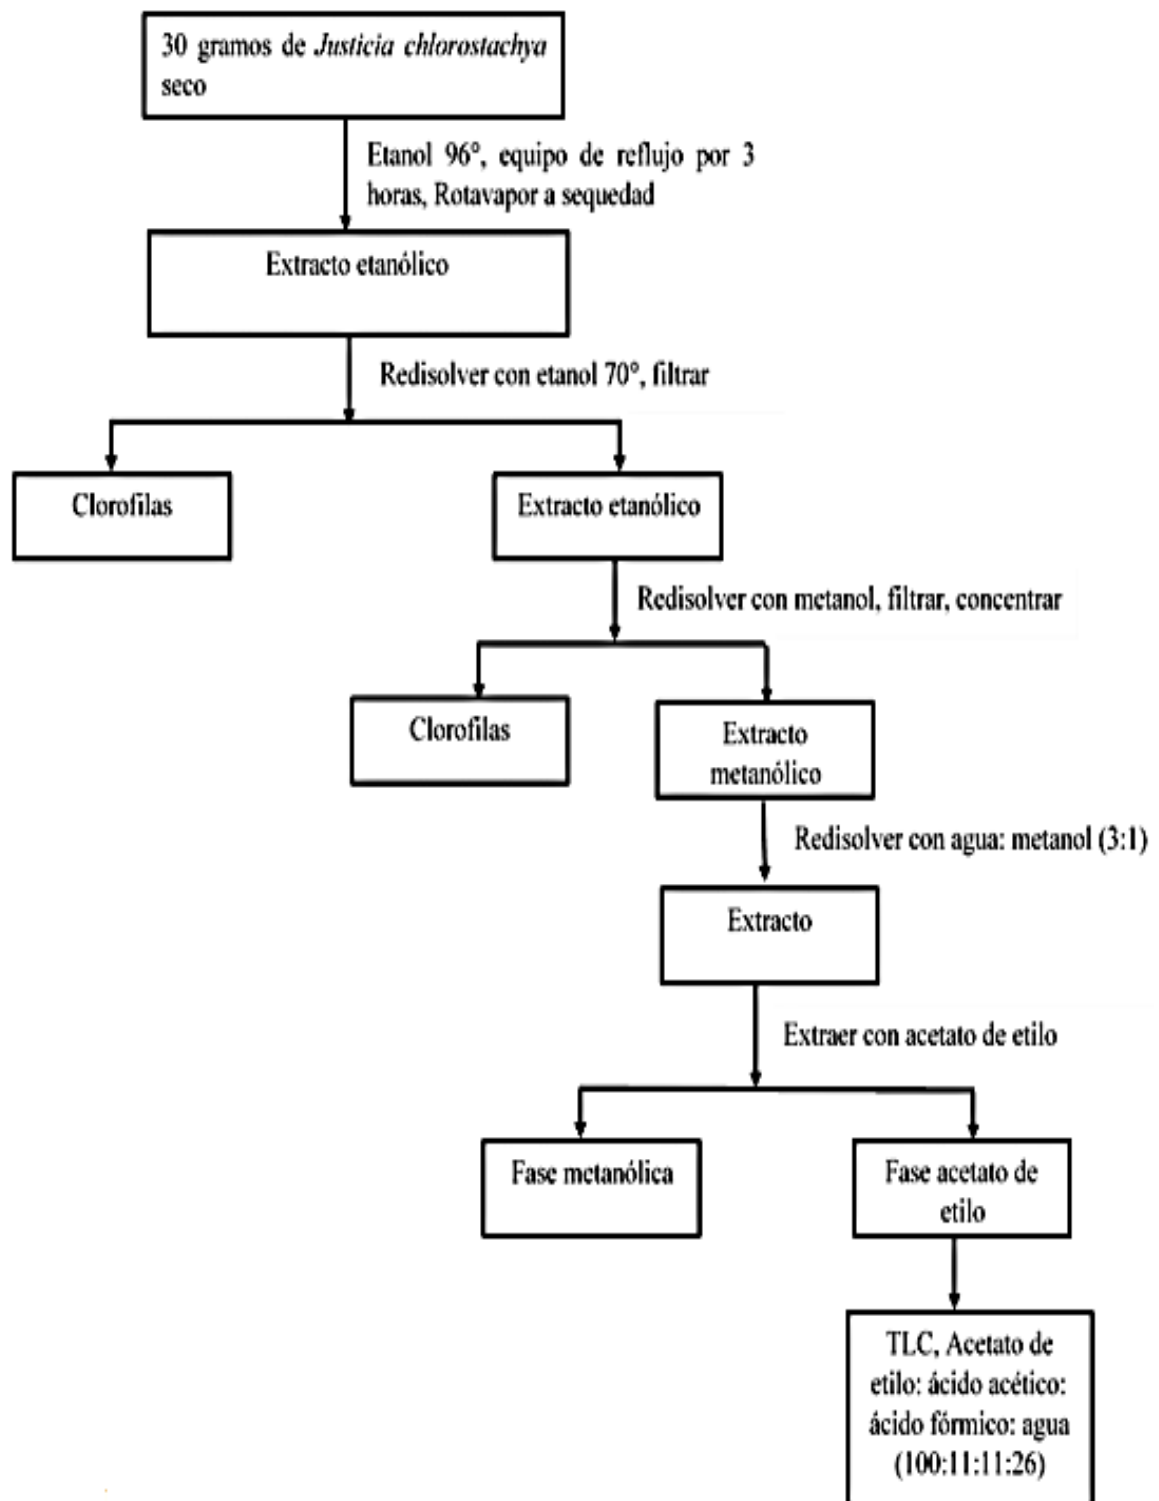 30 gramos de Justicia chlorostachya
seco
Etanol 96°, equipo de reflujo por 3
horas, Rotavapor a sequedad
Extracto etanólico
Redisolver con etanol 70°, filtrar
Clorofilas
Extracto etanólico
Redisolver con metanol, filtrar, concentrar
Clorofilas
Extracto
metanólico
Redisolver con agua: metanol (3:1)
Extracto
Extraer con acetato de etilo
Fase metanólica
Fase acetato de
etilo
TLC, Acetato de
etilo: ácido acético:
ácido fórmico: agua
(100:11:11:26)